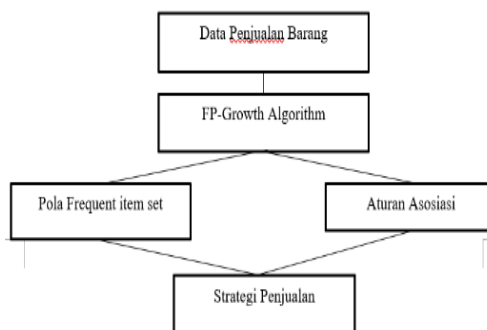 Data Penjualan Barang
FP-Growth Algorithm
Pola Frequent item set
Aturan Asosiasi
Strategi Penjualan